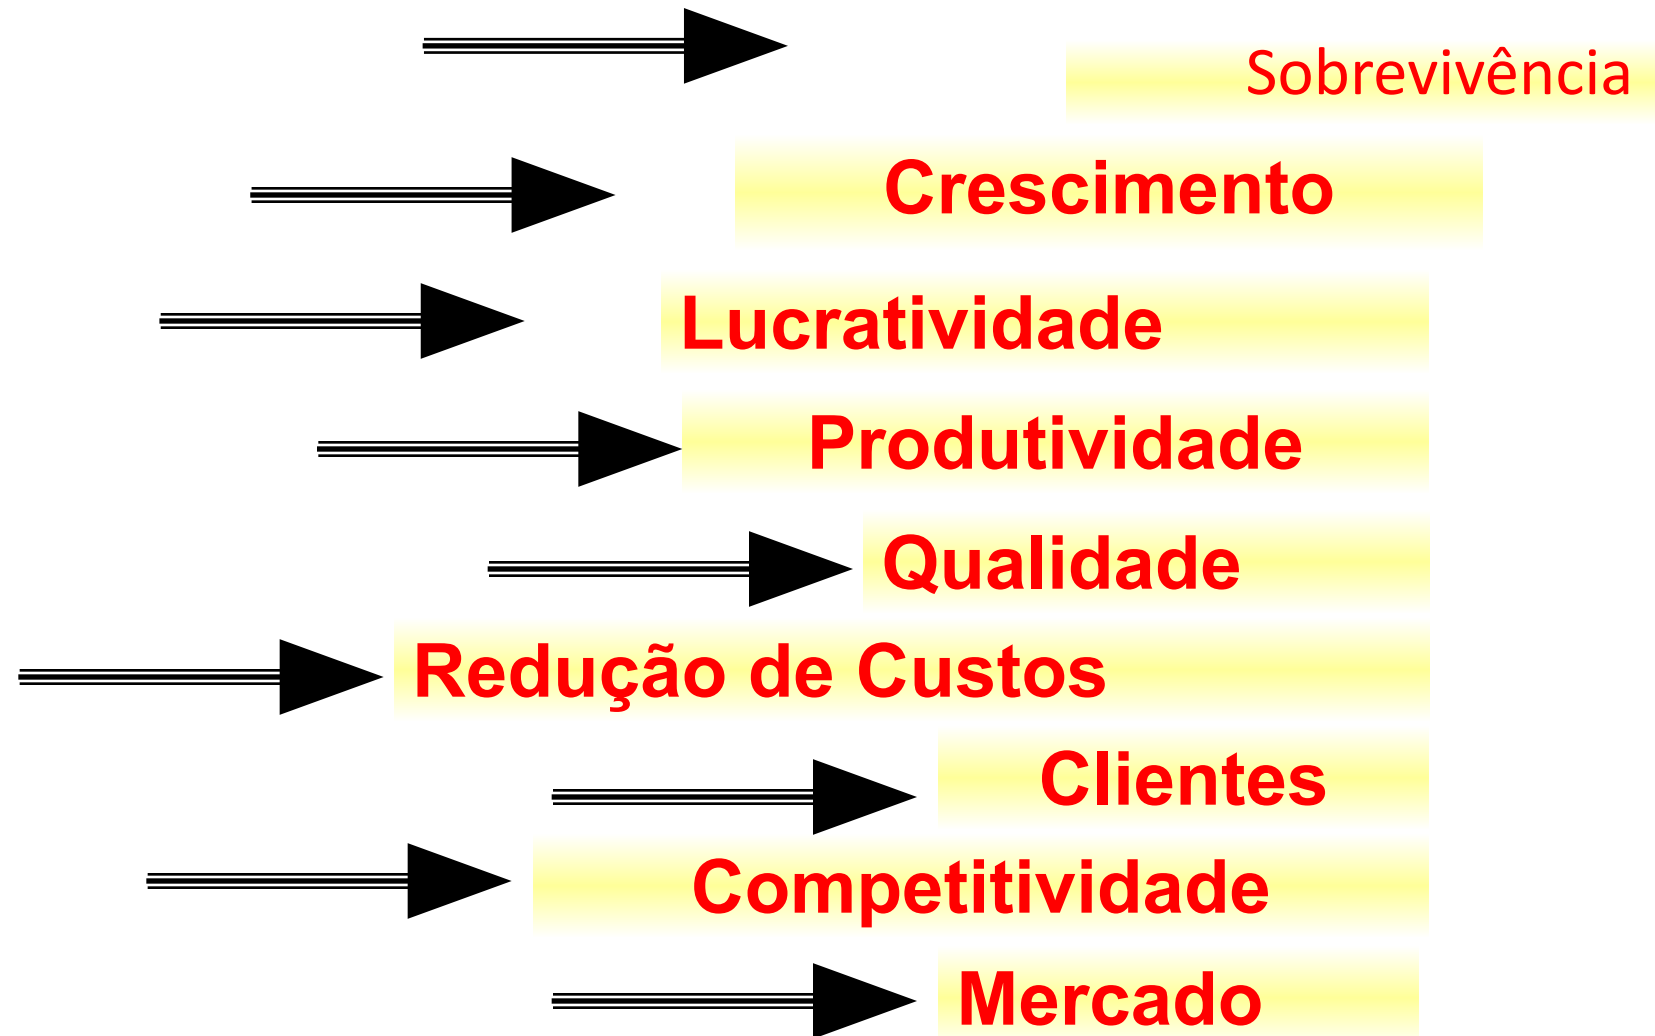 Sobrevivência
Crescimento
Lucratividade
Produtividade
Qualidade
Redução de Custos
Clientes
Competitividade
Mercado